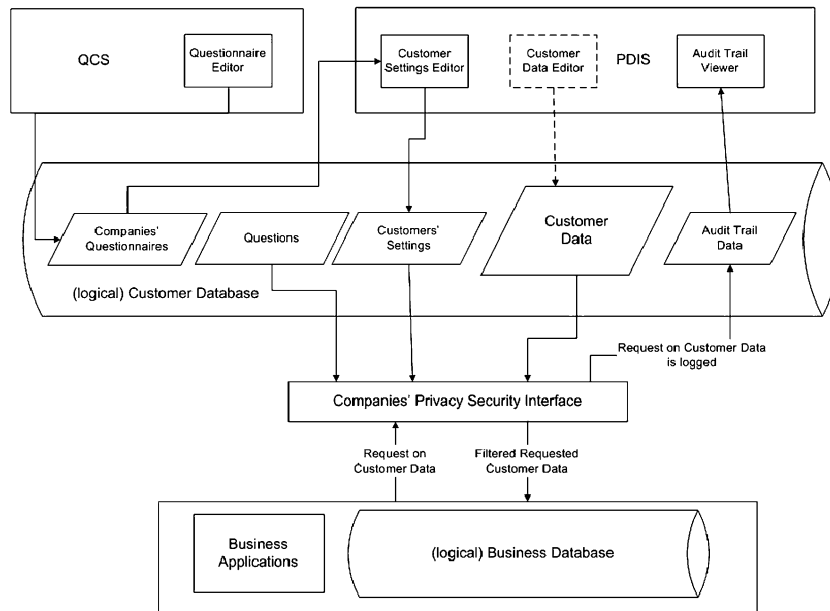 QCS
Questionnaire
Editor
Customer
Settings Editor
Customer
Data Editor
PDIS
Audit Trail
Viewer
Companies'
Questionnaires
Questions
Customers'
Settings
Customer
Data
Audit Trail
Data
(logical) Customer Database
Request on Customer Data
is logged
Companies' Privacy Security Interface
Request on
Customer Data
Filtered Requested
Customer Data
Business
Applications
(logical) Business Database